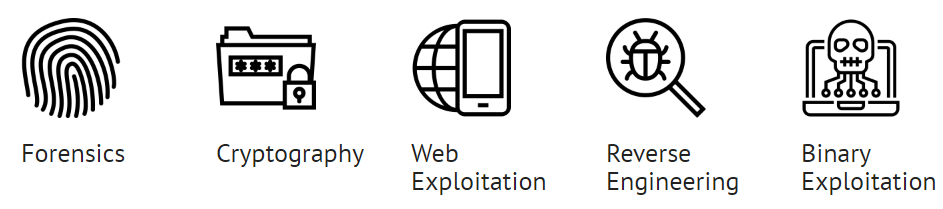 ***
Forensics
Cryptography
Web
Exploitation
Reverse
Engineering
Binary
Exploitation